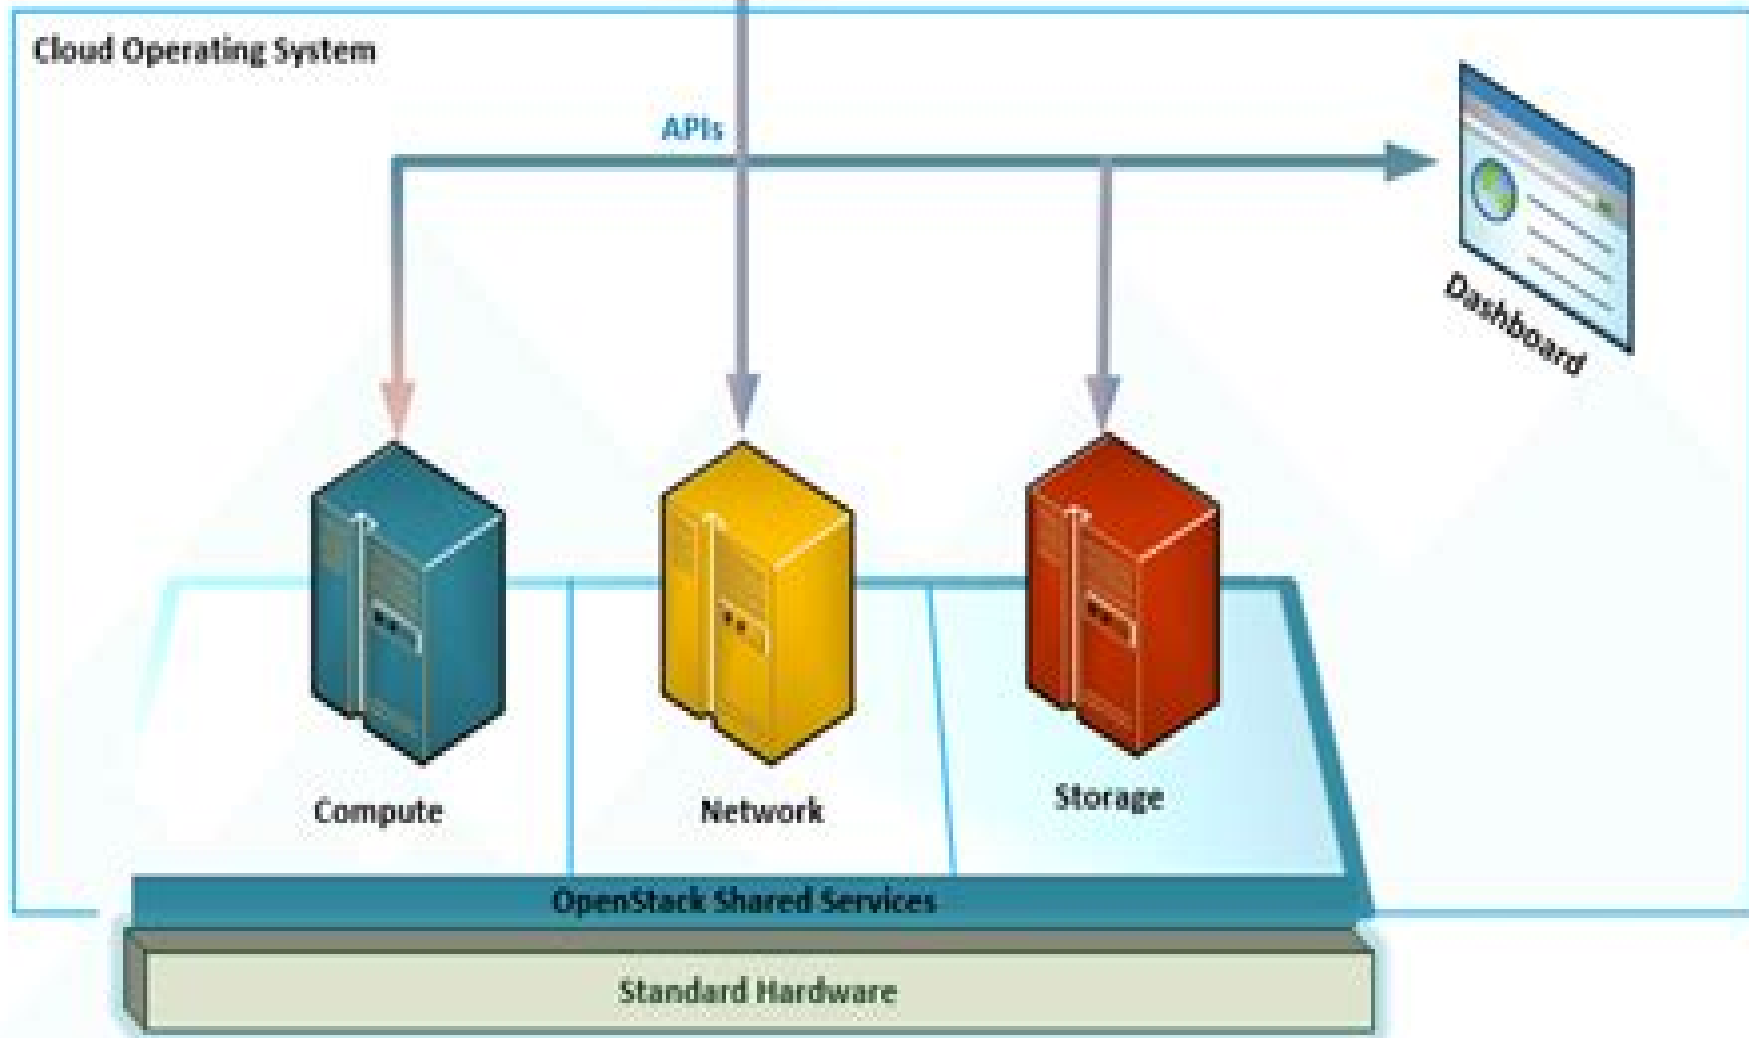 Cloud Operating System
APIs
Dashboard
Compute
Network
Storage
OpenStack Shared Services
Standard Hardware